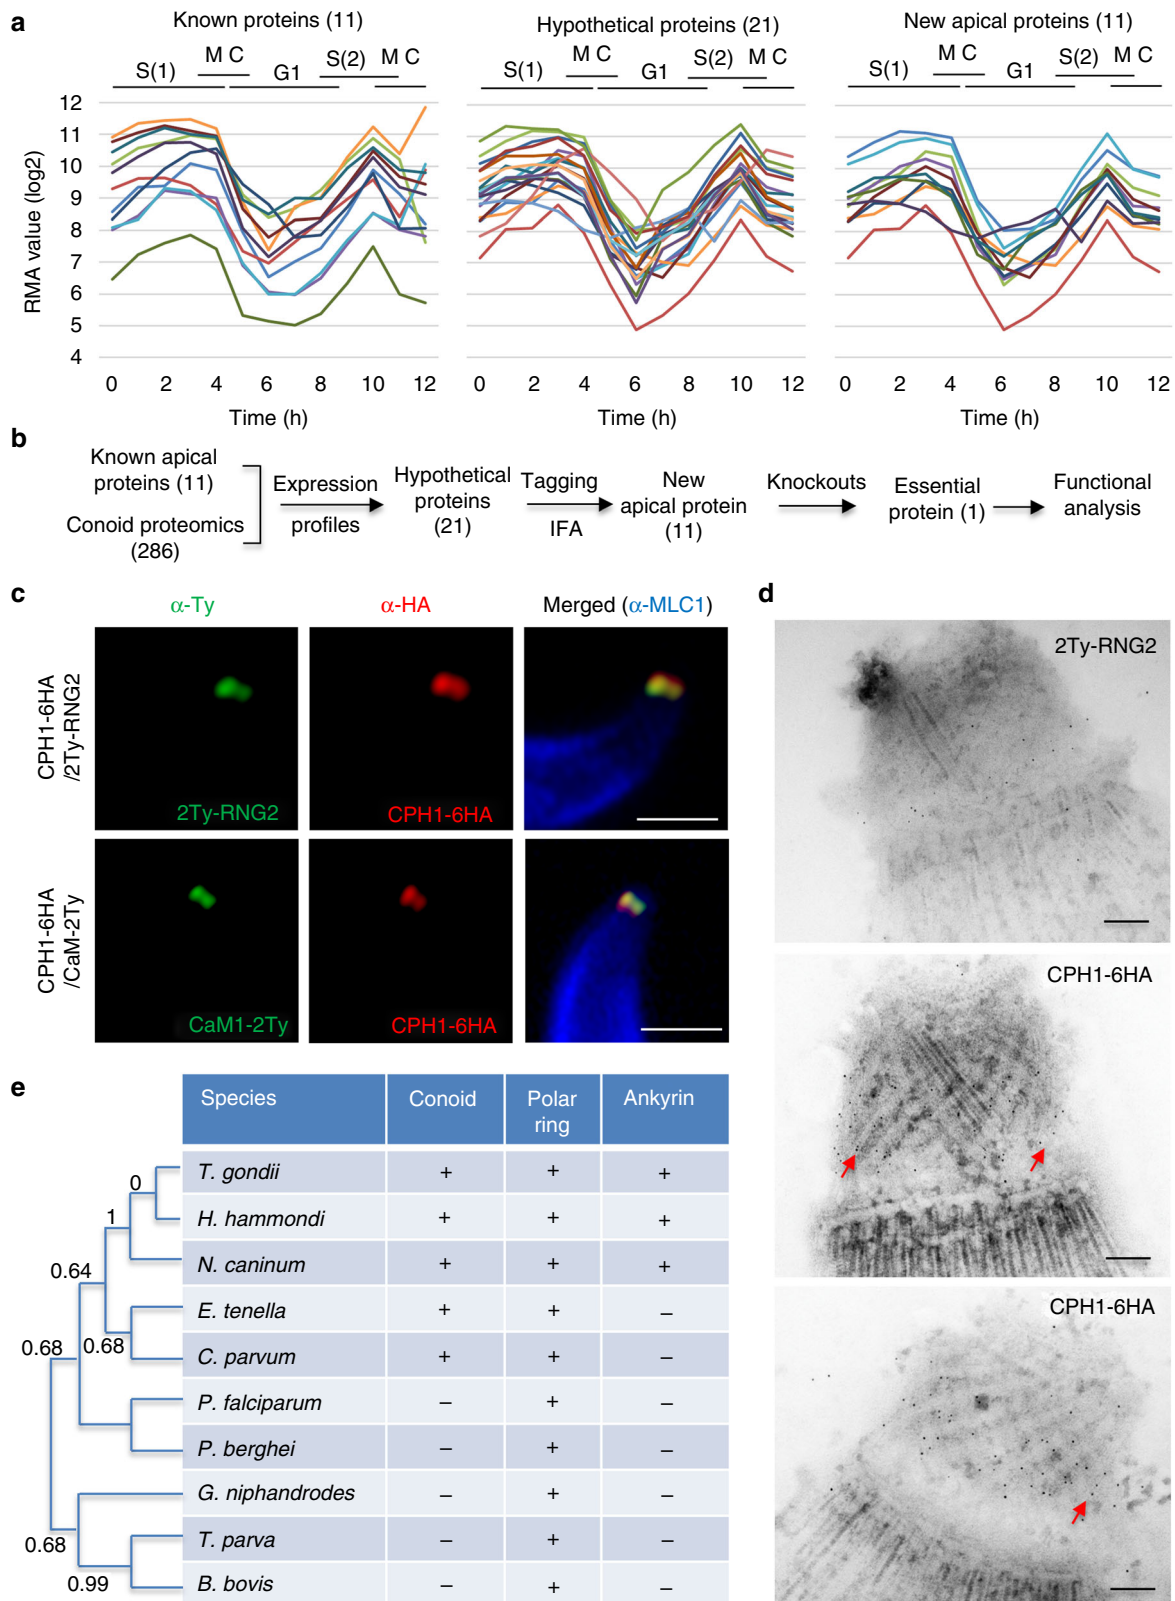 a
Known proteins (11)
Hypothetical proteins (21)
New apical proteins (11)
S(1) M C G1 S(2) M C
S(1) M C G1 S(2) M C
S(1) M C G1 S(2) M C
RMA value (log2)
12
11
10
9
8
7
6
5
4
0 2 4 6 8 10 12
0 2 4 6 8 10 12
0 2 4 6 8 10 12
Time (h)
Time (h)
Time (h)
b
Known apical
proteins (11)
Conoid proteomics
(286)
Expression
profiles
Hypothetical
proteins
(21)
Tagging
IFA
New
apical protein
(11)
Knockouts
Essential
protein (1)
Functional
analysis
c
α-Ty
α-HA
Merged (α-MLC1)
CPH1-6HA
/2Ty-RNG2
2Ty-RNG2
CPH1-6HA
CPH1-6HA
/CaM-2Ty
CaM1-2Ty
CPH1-6HA
d
2Ty-RNG2
CPH1-6HA
CPH1-6HA
e
Species Conoid Polar
ring Ankyrin
T. gondii + + +
H. hammondi + + +
N. caninum + + +
E. tenella + + –
C. parvum + + –
P. falciparum – + –
P. berghei – + –
G. niphandrodes – + –
T. parva – + –
B. bovis – + –
0
1
0.64
0.68
0.68
0.68
0.99